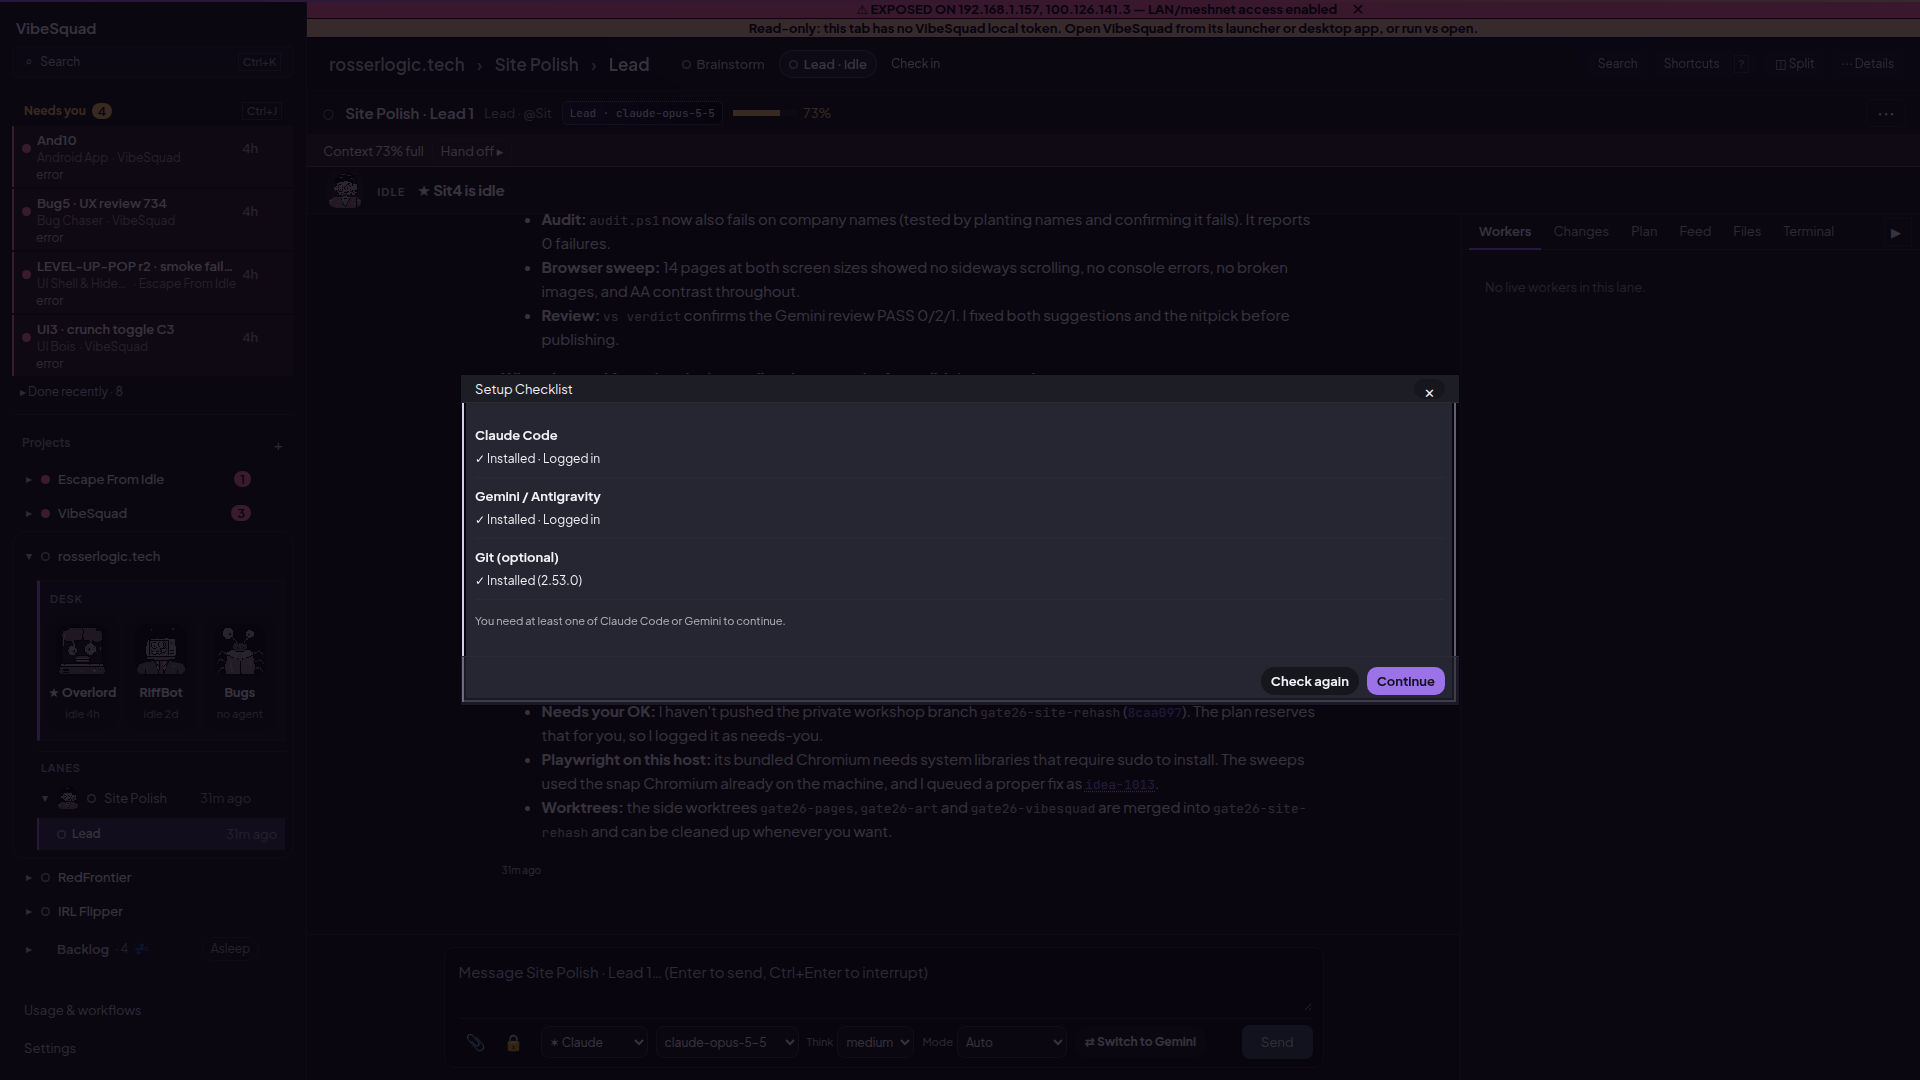 ⚠ EXPOSED ON 192.168.1.157, 100.126.141.3 — LAN/meshnet access enabled ✕
Read-only: this tab has no VibeSquad local token. Open VibeSquad from its launcher or desktop app, or run vs open.
VibeSquad
Search Ctrl+K
Needs you 4 Ctrl+J
And10
Android App · VibeSquad
error
4h
Bug5 · UX review 734
Bug Chaser · VibeSquad
error
4h
LEVEL-UP-POP r2 · smoke fail...
UI Shell & Hide... · Escape From Idle
error
4h
UI3 · crunch toggle C3
UI Bois · VibeSquad
error
4h
▸ Done recently · 8
Projects +
Escape From Idle 1
VibeSquad 3
rosserlogic.tech
DESK
★ Overlord
idle 4h
RiffBot
idle 2d
Bugs
no agent
LANES
Site Polish 31m ago
Lead 31m ago
RedFrontier
IRL Flipper
Backlog · 4 Asleep
Usage & workflows
Settings
rosserlogic.tech › Site Polish › Lead
Brainstorm
Lead · Idle
Check in
Search
Shortcuts ?
Split
··· Details
Site Polish · Lead 1 Lead · @Sit Lead · claude-opus-5-5 73%
Context 73% full Hand off ▸
IDLE ★ Sit4 is idle
• Audit: audit.ps1 now also fails on company names (tested by planting names and confirming it fails). It reports
0 failures.
• Browser sweep: 14 pages at both screen sizes showed no sideways scrolling, no console errors, no broken
images, and AA contrast throughout.
• Review: vs verdict confirms the Gemini review PASS 0/2/1. I fixed both suggestions and the nitpick before
publishing.
Setup Checklist ×
Claude Code
✓ Installed · Logged in
Gemini / Antigravity
✓ Installed · Logged in
Git (optional)
✓ Installed (2.53.0)
You need at least one of Claude Code or Gemini to continue.
Check again
Continue
• Needs your OK: I haven't pushed the private workshop branch gate26-site-rehash (8caa097). The plan reserves
that for you, so I logged it as needs-you.
• Playwright on this host: its bundled Chromium needs system libraries that require sudo to install. The sweeps
used the snap Chromium already on the machine, and I queued a proper fix as idea-1013.
• Worktrees: the side worktrees gate26-pages, gate26-art and gate26-vibesquad are merged into gate26-site-
rehash and can be cleaned up whenever you want.
31m ago
Message Site Polish · Lead 1... (Enter to send, Ctrl+Enter to interrupt)
✶ Claude
claude-opus-5-5
Think medium
Mode Auto
⇄ Switch to Gemini
Send
Workers
Changes
Plan
Feed
Files
Terminal
No live workers in this lane.